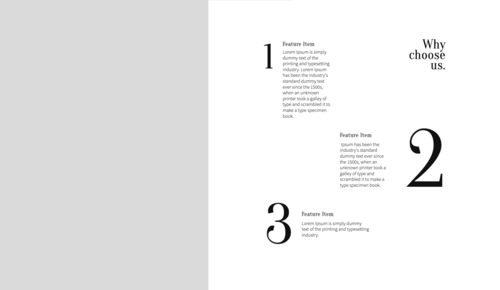 Why
choose
us.
1
Feature Item
Lorem Ipsum is simply
dummy text of the
printing and typesetting
industry. Lorem Ipsum
has been the industry's
standard dummy text
ever since the 1500s,
when an unknown
printer took a galley of
type and scrambled it to
make a type specimen
book.
Feature Item
Ipsum has been the
industry's standard
dummy text ever since
the 1500s, when an
unknown printer took a
galley of type and
scrambled it to make a
type specimen book.
2
3
Feature Item
Lorem Ipsum is simply dummy
text of the printing and typesetting
industry.